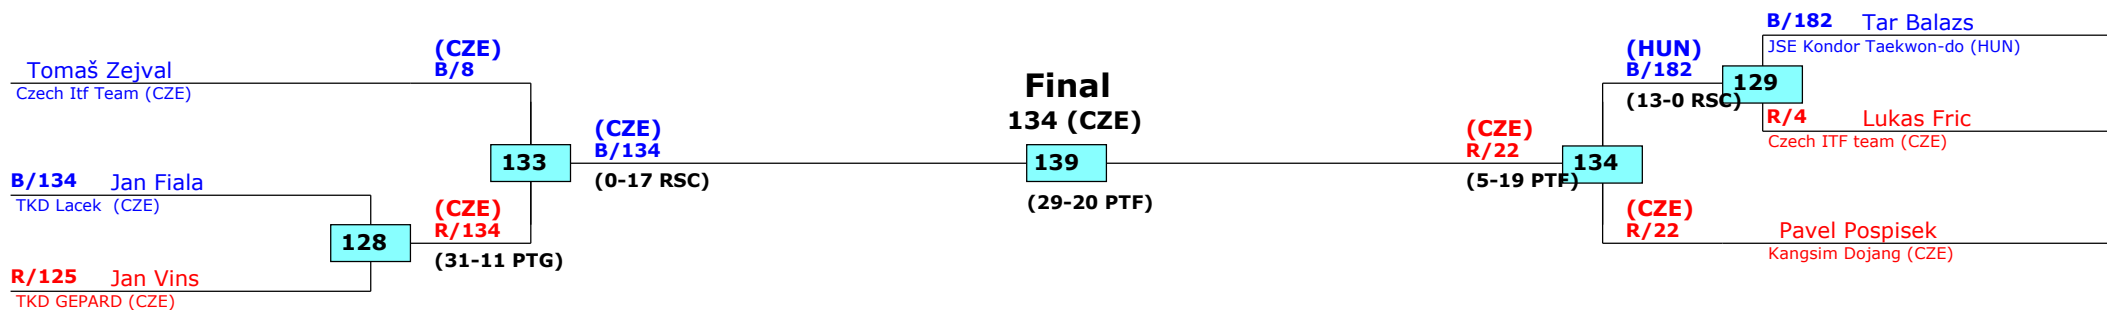 Tomaš Zejval
Czech Itf Team (CZE)
B/134 Jan Fiala
TKD Lacek (CZE)
R/125 Jan Vins
TKD GEPARD (CZE)
128
(CZE)
B/8
(CZE)
R/134
(31-11 PTG)
133
(CZE)
B/134
(0-17 RSC)
Final
134 (CZE)
139
(29-20 PTF)
(CZE)
R/22
(5-19 PTF)
134
(HUN)
B/182
(13-0 RSC)
(CZE)
R/22
129
B/182 Tar Balazs
JSE Kondor Taekwon-do (HUN)
R/4 Lukas Fric
Czech ITF team (CZE)
Pavel Pospisek
Kangsim Dojang (CZE)